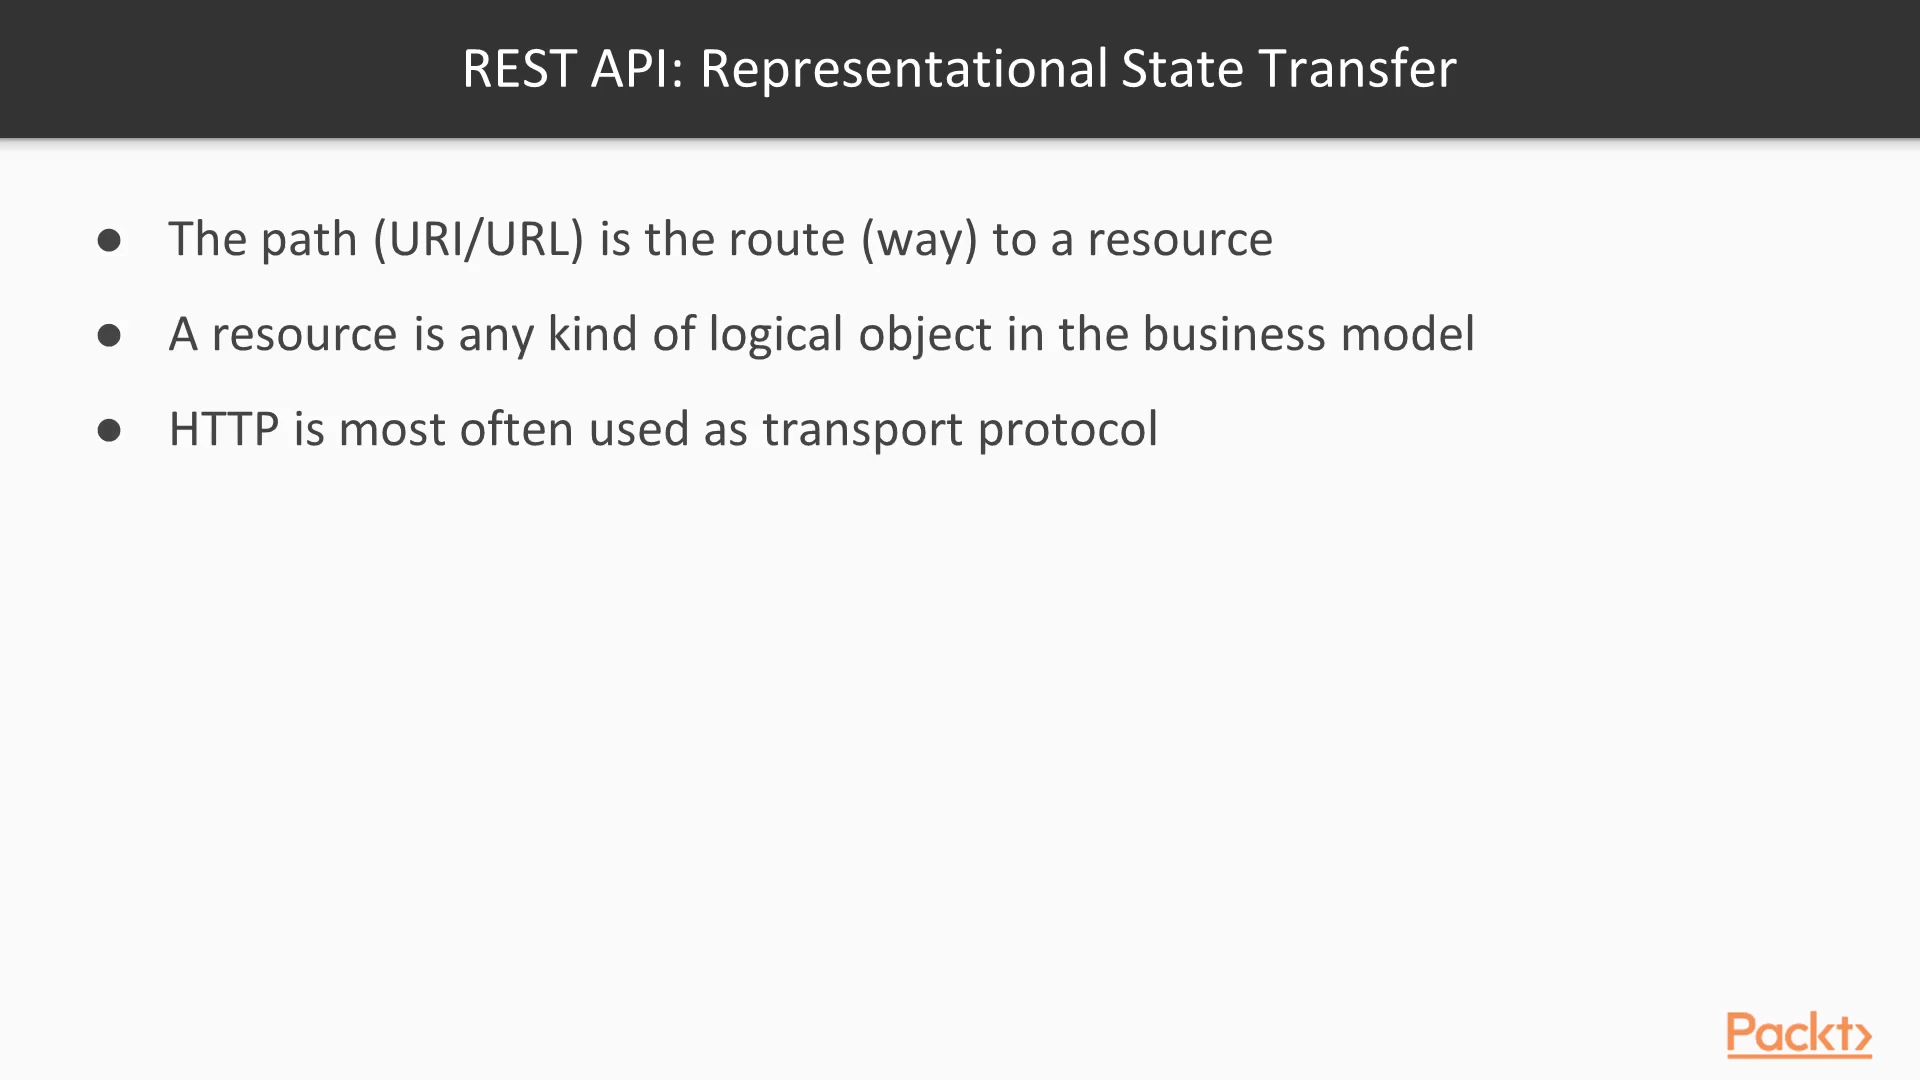 REST API: Representational State Transfer
● The path (URI/URL) is the route (way) to a resource
● A resource is any kind of logical object in the business model
● HTTP is most often used as transport protocol
Packt>